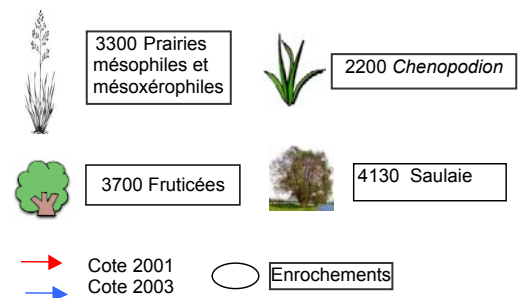 3300 Prairies
mésophiles et
mésoxérophiles
2200 Chenopodion
3700 Fruticées
4130 Saulaie
Cote 2001
Cote 2003
Enrochements